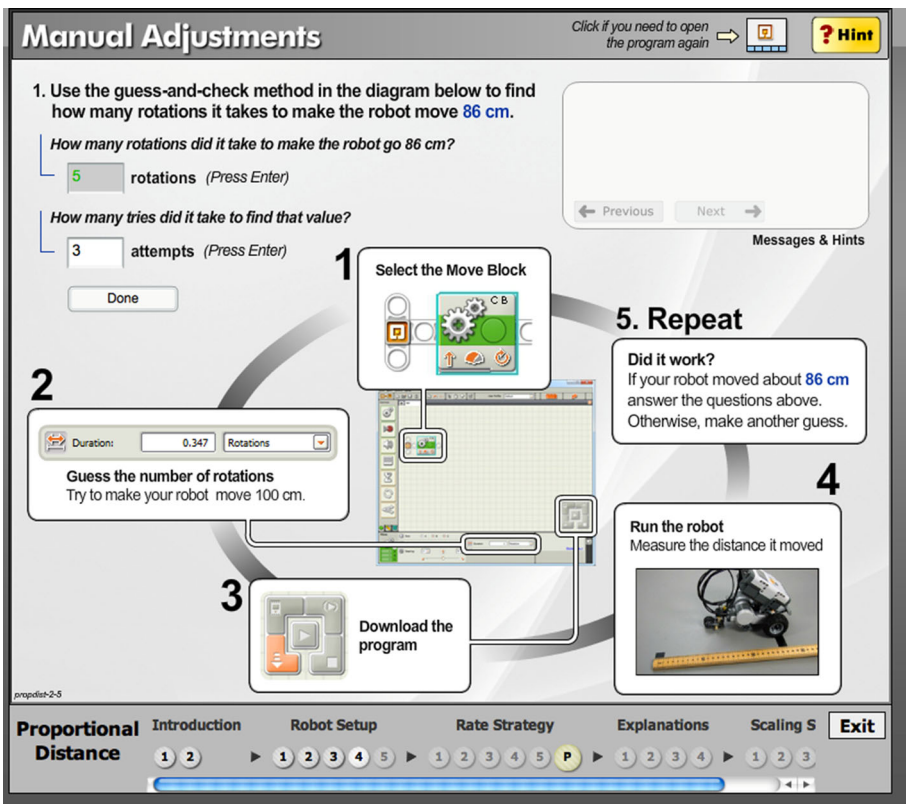 Manual Adjustments
Click if you need to open
the program again
? Hint
1. Use the guess-and-check method in the diagram below to find
how many rotations it takes to make the robot move 86 cm.
How many rotations did it take to make the robot go 86 cm?
5 rotations (Press Enter)
How many tries did it take to find that value?
3 attempts (Press Enter)
Done
Previous Next
Messages & Hints
1
Select the Move Block
C B
5. Repeat
Did it work?
If your robot moved about 86 cm
answer the questions above.
Otherwise, make another guess.
2
Duration: 0.347 Rotations
Guess the number of rotations
Try to make your robot move 100 cm.
4
Run the robot
Measure the distance it moved
3
Download the
program
propdist-2-5
Proportional
Distance
Introduction Robot Setup Rate Strategy Explanations Scaling S
Exit
1 2 1 2 3 4 5 1 2 3 4 5 P 1 2 3 4 1 2 3